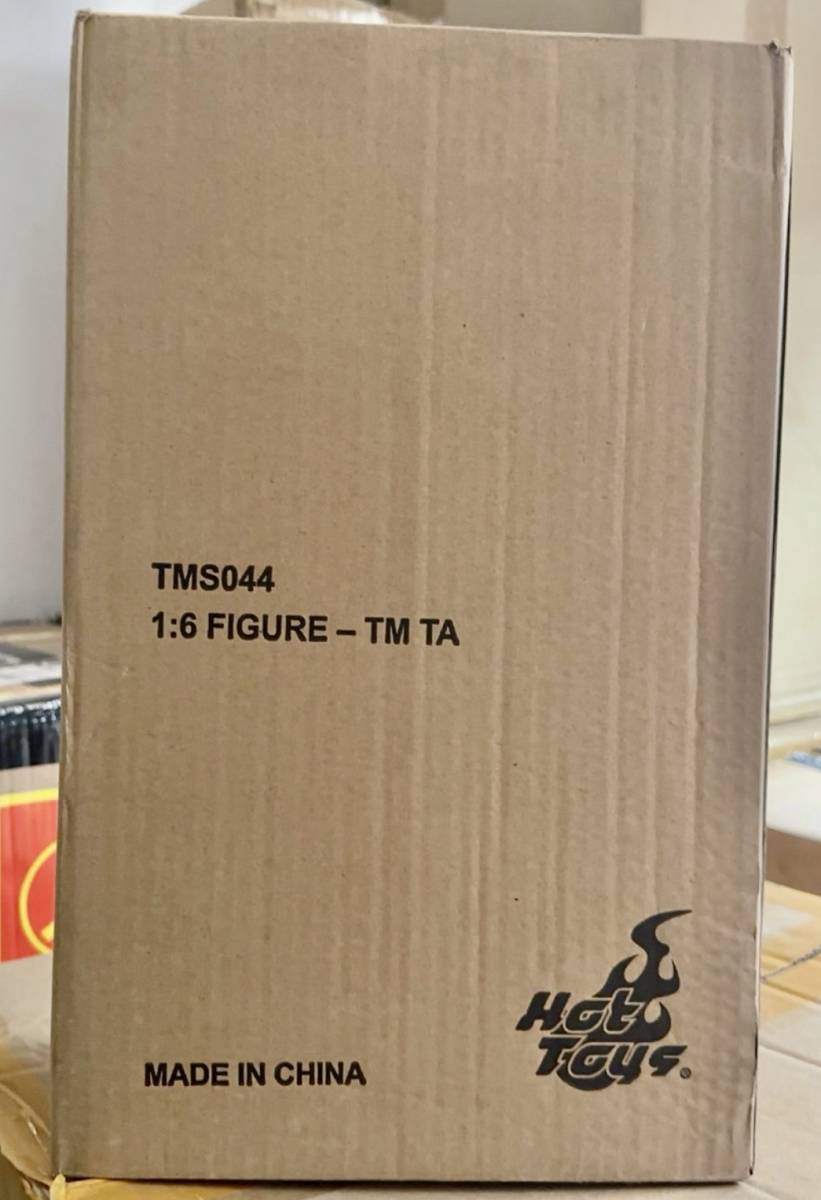 TMS044
1:6 FIGURE – TM TA
Hot
Toys®
MADE IN CHINA